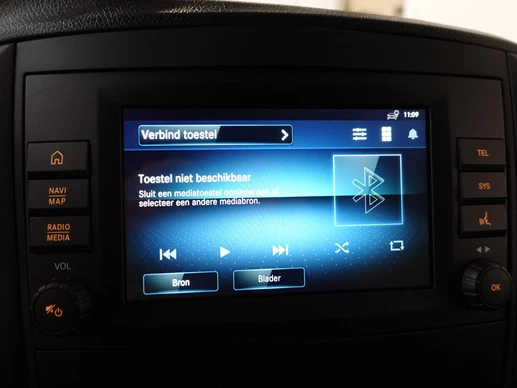 11:09
Verbind toestel
Toestel niet beschikbaar
Sluit een mediatoestel opnieuw aan of
selecteer een andere mediabron.
Bron
Blader
NAVI
MAP
RADIO
MEDIA
VOL
TEL
SYS
OK